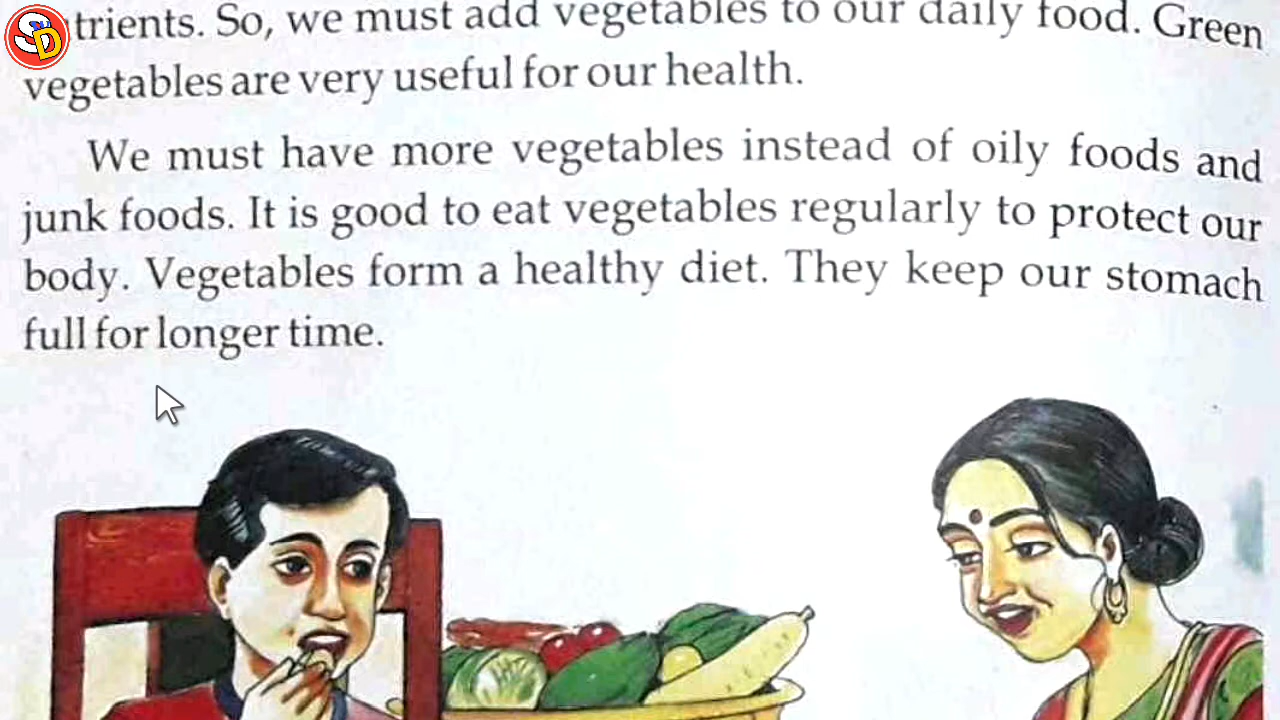 SD
trients. So, we must add vegetables to our daily food. Green
vegetables are very useful for our health.
We must have more vegetables instead of oily foods and
junk foods. It is good to eat vegetables regularly to protect our
body. Vegetables form a healthy diet. They keep our stomach
full for longer time.